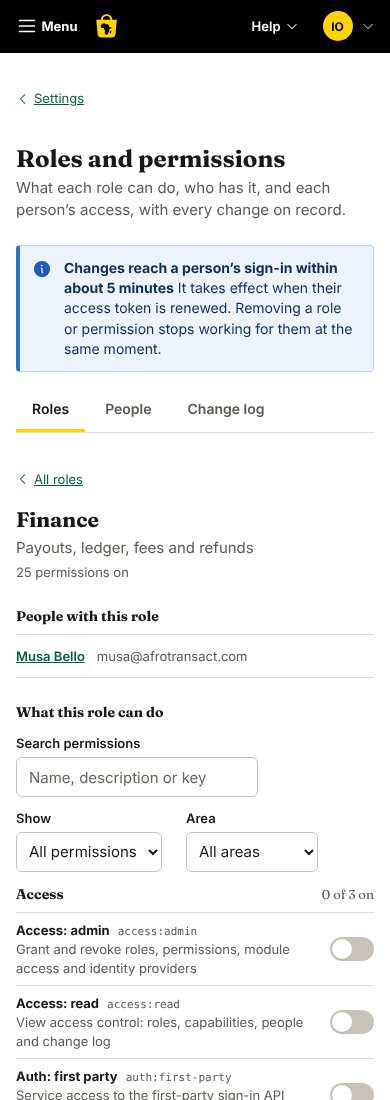 Menu
Help
IO
Settings
Roles and permissions
What each role can do, who has it, and each
person's access, with every change on record.
Changes reach a person's sign-in within
about 5 minutes It takes effect when their
access token is renewed. Removing a role
or permission stops working for them at the
same moment.
Roles People Change log
All roles
Finance
Payouts, ledger, fees and refunds
25 permissions on
People with this role
Musa Bello musa@afrotransact.com
What this role can do
Search permissions
Name, description or key
Show Area
All permissions All areas
Access 0 of 3 on
Access: admin access:admin
Grant and revoke roles, permissions, module
access and identity providers
Access: read access:read
View access control: roles, capabilities, people
and change log
Auth: first party auth:first-party
Service access to the first-party sign-in API